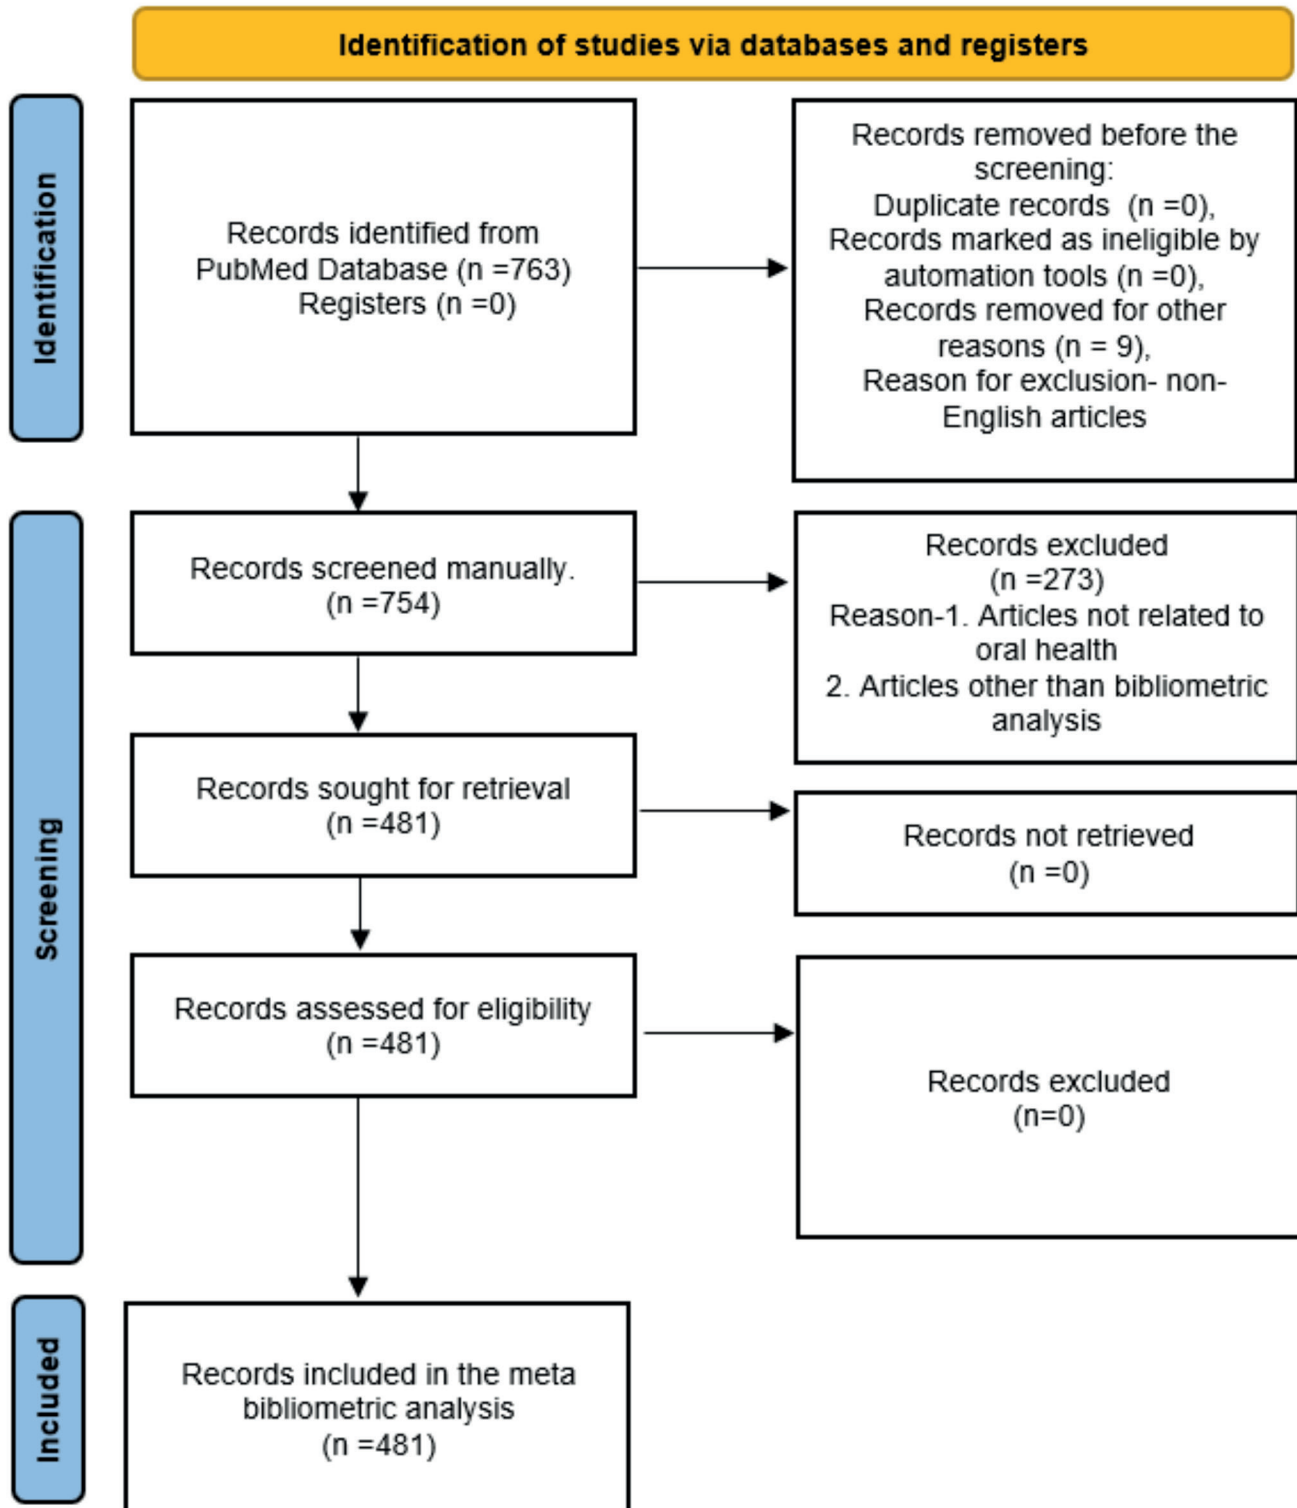 Identification of studies via databases and registers
Identification
Records identified from
PubMed Database (n =763)
Registers (n =0)
Records removed before the
screening:
Duplicate records  (n =0),
Records marked as ineligible by
automation tools (n =0),
Records removed for other
reasons (n = 9),
Reason for exclusion- non-
English articles
Screening
Records screened manually.
(n =754)
Records excluded
(n =273)
Reason-1. Articles not related to
oral health
2. Articles other than bibliometric
analysis
Records sought for retrieval
(n =481)
Records not retrieved
(n =0)
Records assessed for eligibility
(n =481)
Records excluded
(n=0)
Included
Records included in the meta
bibliometric analysis
(n =481)